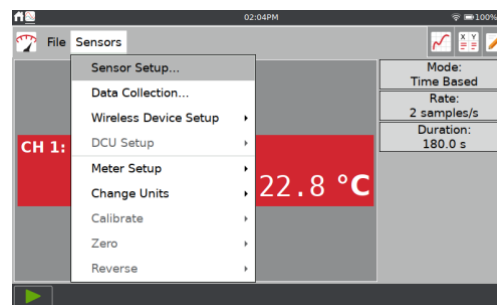 02:04PM
100%
File Sensors
X Y
Sensor Setup...
Data Collection...
Wireless Device Setup
DCU Setup
Meter Setup
Change Units
Calibrate
Zero
Reverse
CH 1:
22.8 °C
Mode:
Time Based
Rate:
2 samples/s
Duration:
180.0 s